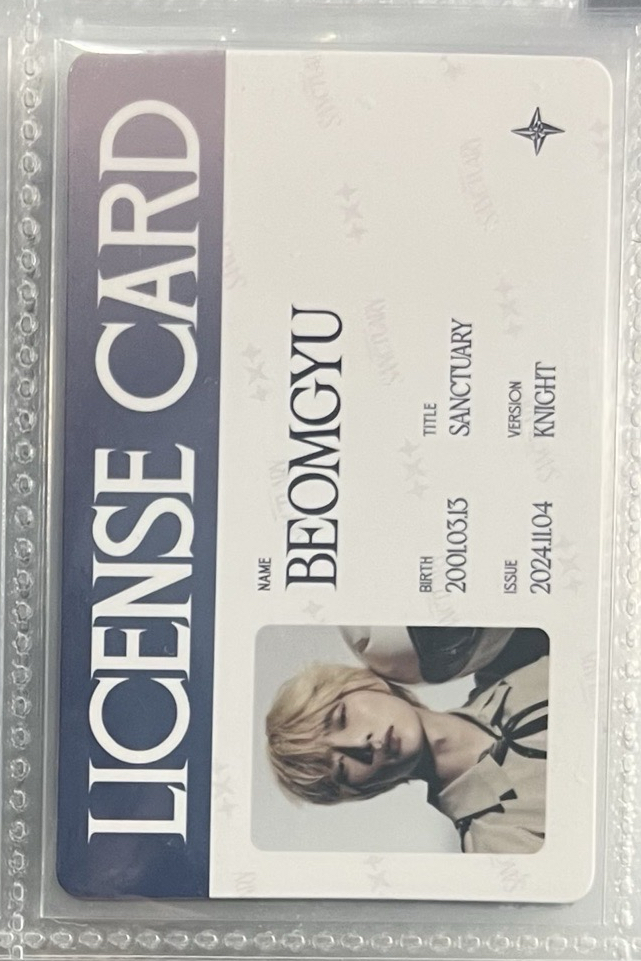 LICENSE CARD
NAME
BEOMGYU
BIRTH TITLE
2001.03.13 SANCTUARY
ISSUE VERSION
2024.11.04 KNIGHT